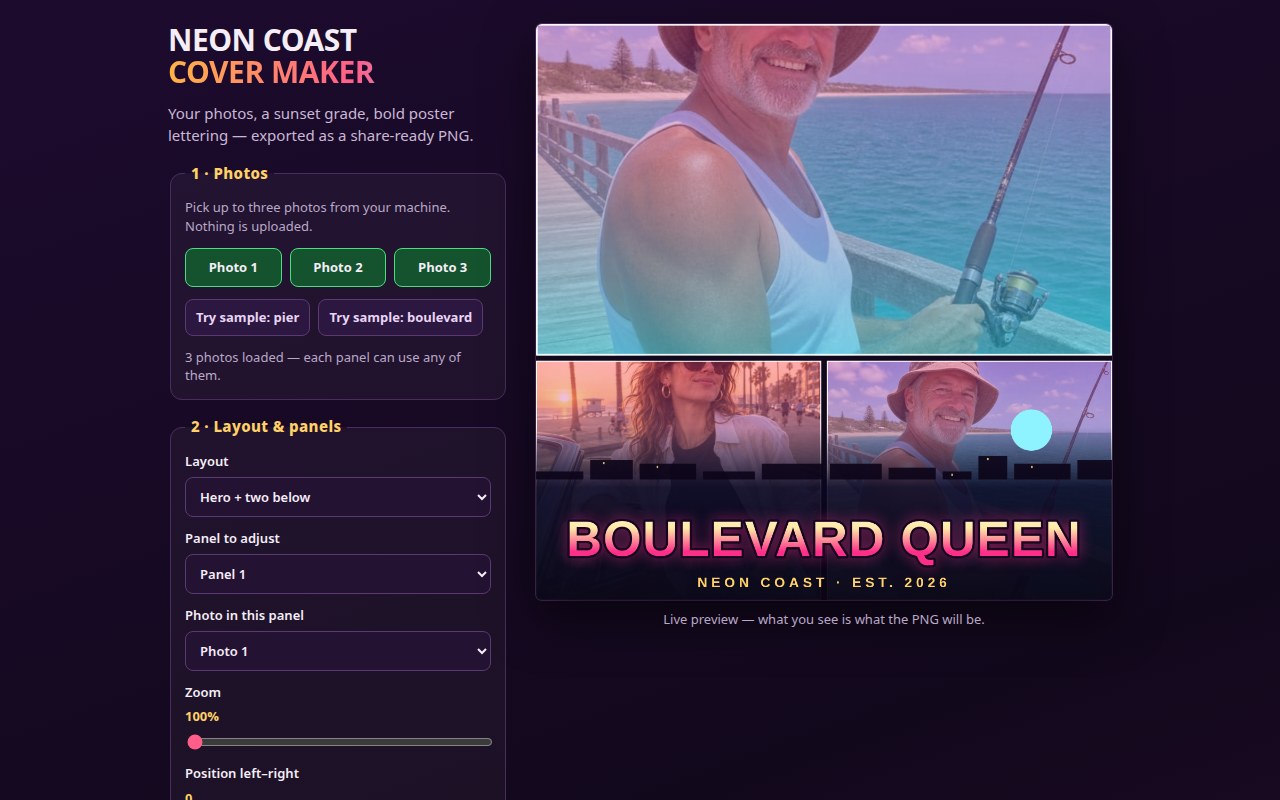 NEON COAST
COVER MAKER
Your photos, a sunset grade, bold poster
lettering — exported as a share-ready PNG.
1 · Photos
Pick up to three photos from your machine.
Nothing is uploaded.
Photo 1
Photo 2
Photo 3
Try sample: pier
Try sample: boulevard
3 photos loaded — each panel can use any of
them.
2 · Layout & panels
Layout
Hero + two below
Panel to adjust
Panel 1
Photo in this panel
Photo 1
Zoom
100%
Position left–right
0
BOULEVARD QUEEN
NEON COAST · EST. 2026
Live preview — what you see is what the PNG will be.